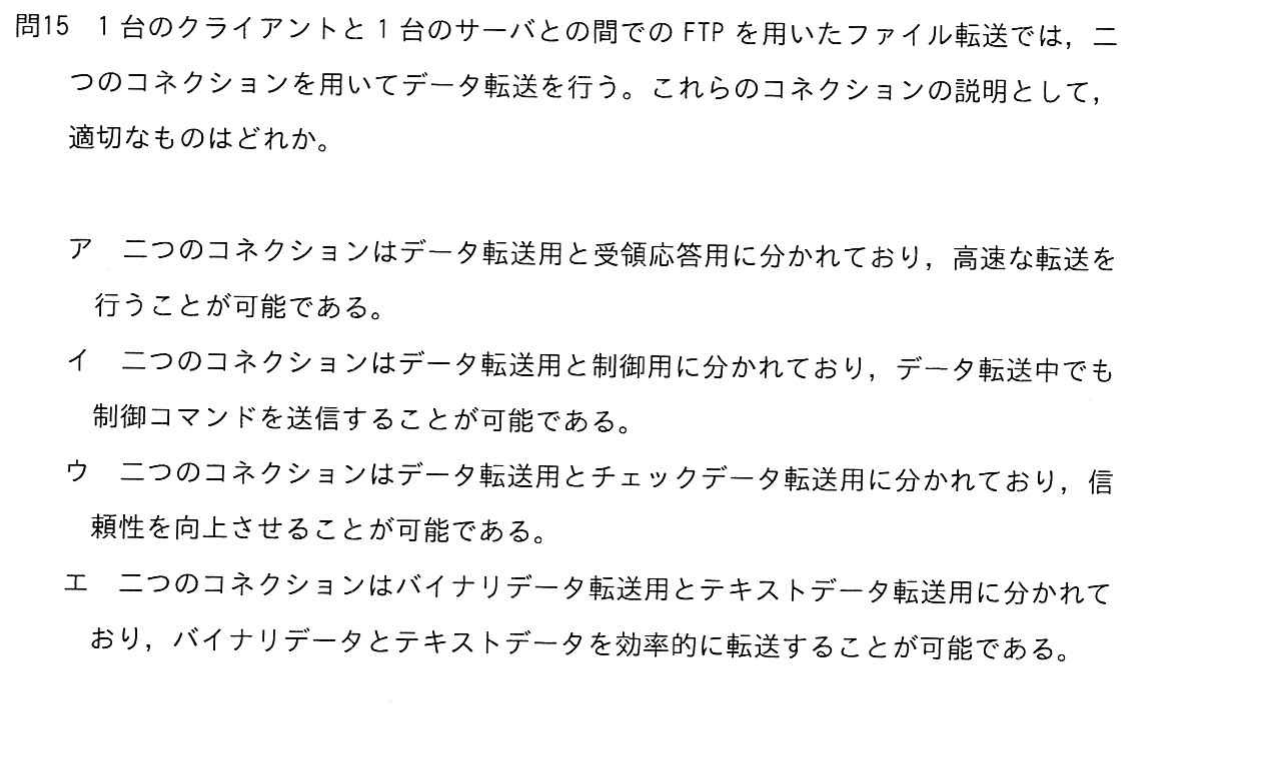 問15 1台のクライアントと1台のサーバとの間での FTP を用いたファイル転送では，二
つのコネクションを用いてデータ転送を行う。これらのコネクションの説明として，
適切なものはどれか。
ア 二つのコネクションはデータ転送用と受領応答用に分かれており，高速な転送を
行うことが可能である。
イ 二つのコネクションはデータ転送用と制御用に分かれており，データ転送中でも
制御コマンドを送信することが可能である。
ウ 二つのコネクションはデータ転送用とチェックデータ転送用に分かれており，信
頼性を向上させることが可能である。
エ 二つのコネクションはバイナリデータ転送用とテキストデータ転送用に分かれて
おり，バイナリデータとテキストデータを効率的に転送することが可能である。